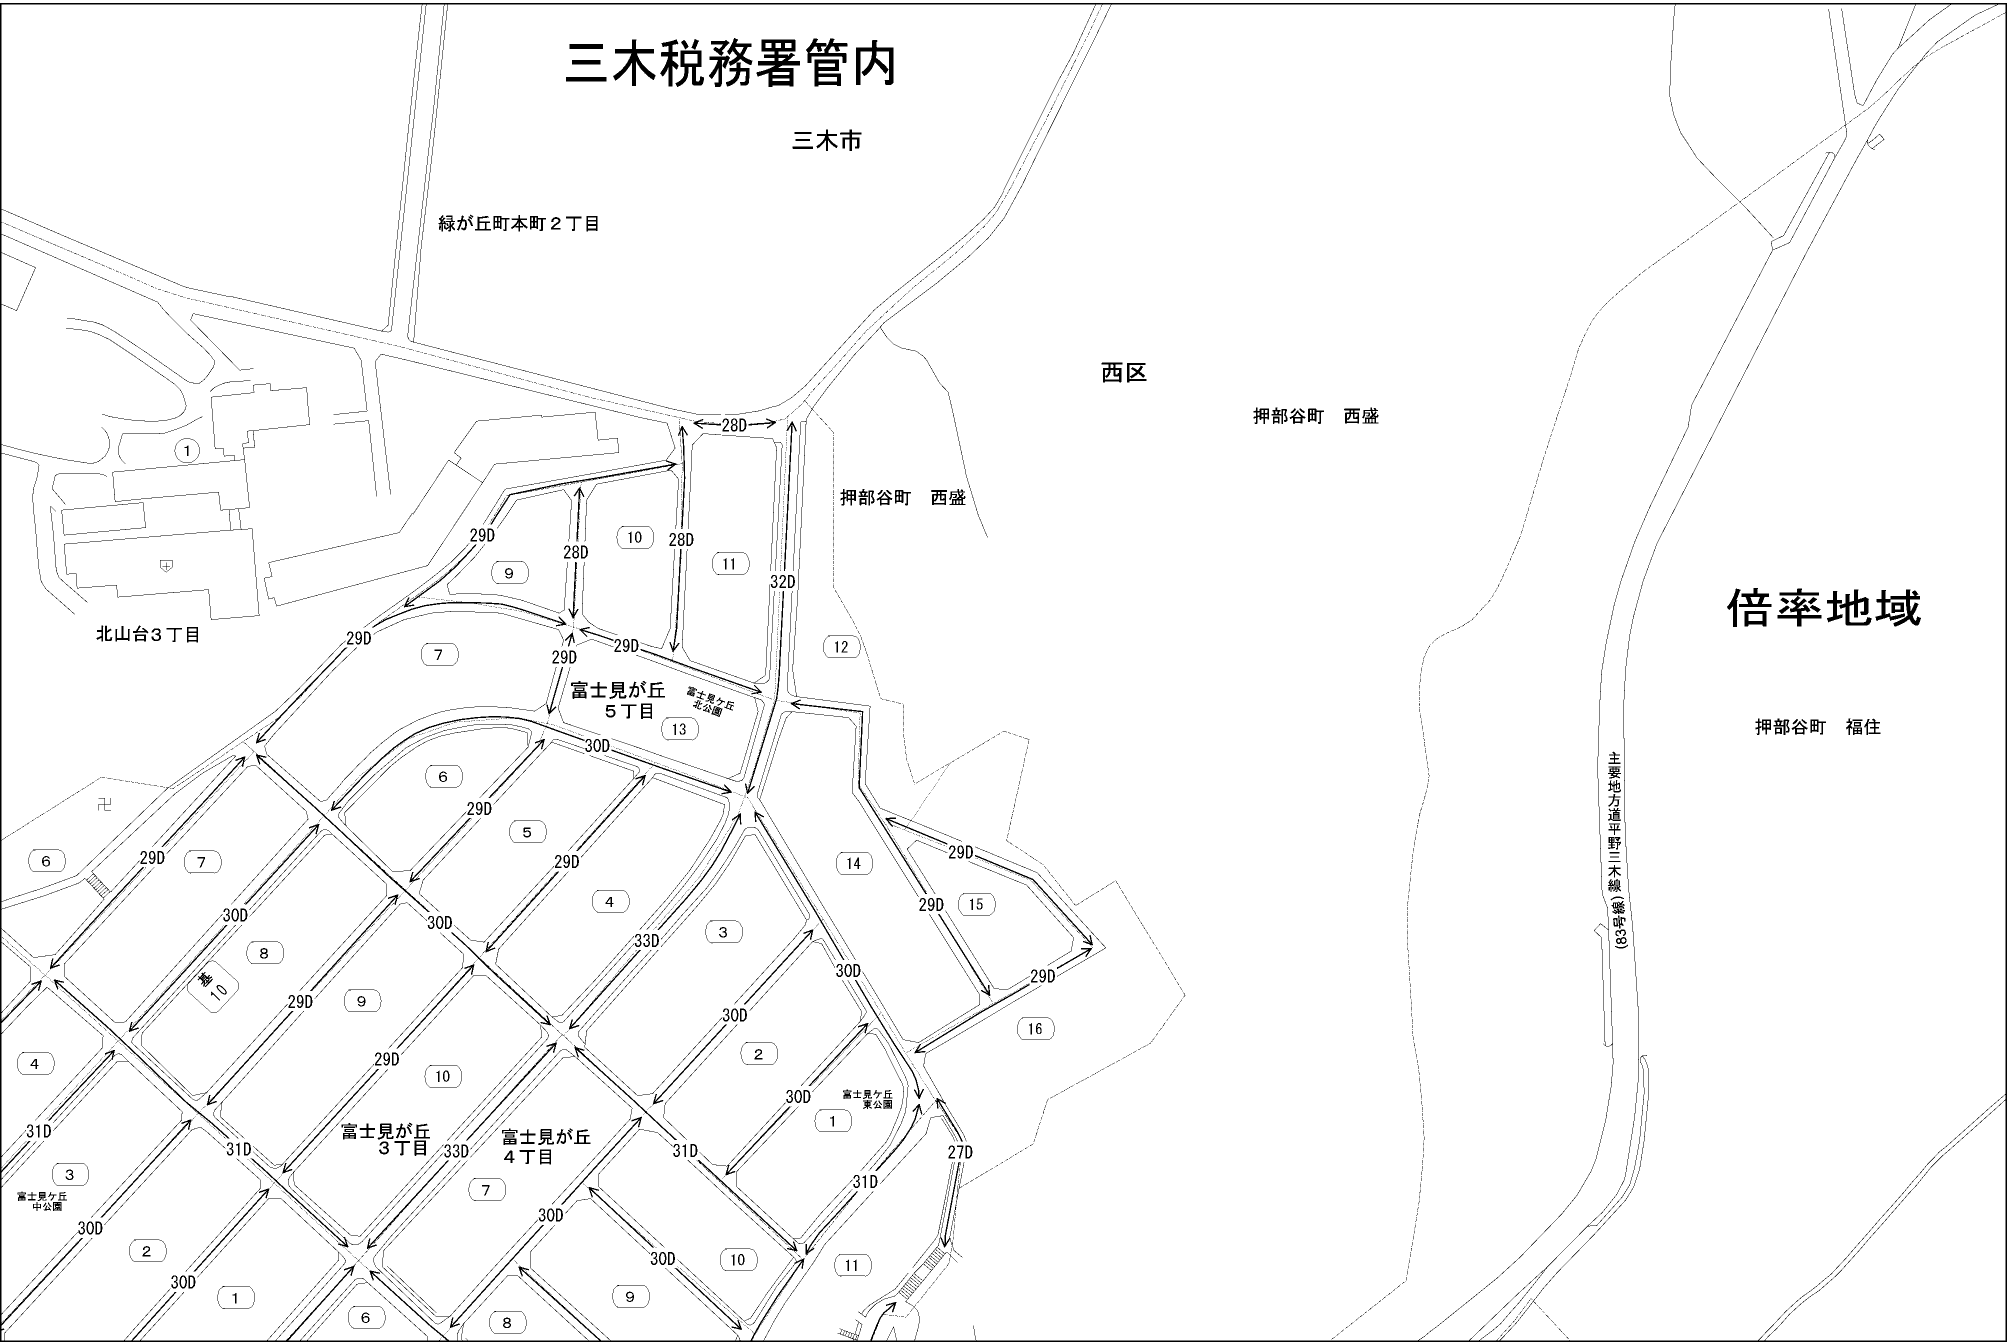 三木税務署管内
三木市
緑が丘町本町２丁目
西区
押部谷町　西盛
28D
1
押部谷町　西盛
29D
28D
10
28D
11
32D
9
倍率地域
北山台３丁目
29D
7
29D
29D
12
富士見が丘
５丁目
富士見ケ丘
北公園
13
30D
押部谷町　福住
主要地方道平野三木線
(83号線)
卍
6
7
29D
6
29D
5
29D
14
29D
15
29D
4
30D
30D
3
33D
8
基
10
9
29D
30D
29D
16
30D
2
4
29D
10
30D
富士見ケ丘
東公園
1
31D
3
富士見ケ丘
中公園
31D
富士見が丘
３丁目
33D
富士見が丘
４丁目
31D
27D
31D
7
30D
30D
2
30D
10
11
30D
1
6
8
9